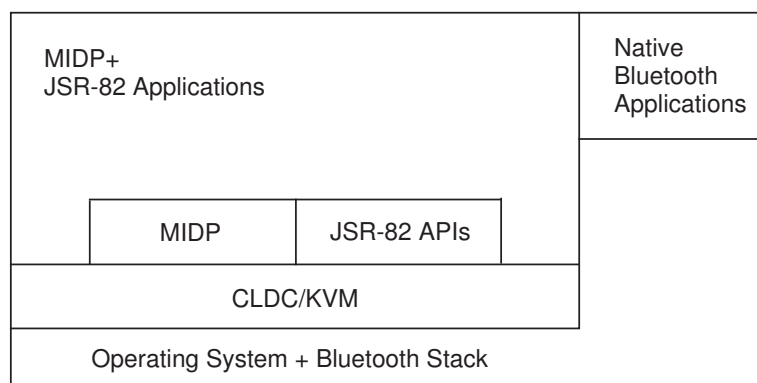 MIDP+
JSR-82 Applications
Native
Bluetooth
Applications
MIDP
JSR-82 APIs
CLDC/KVM
Operating System + Bluetooth Stack